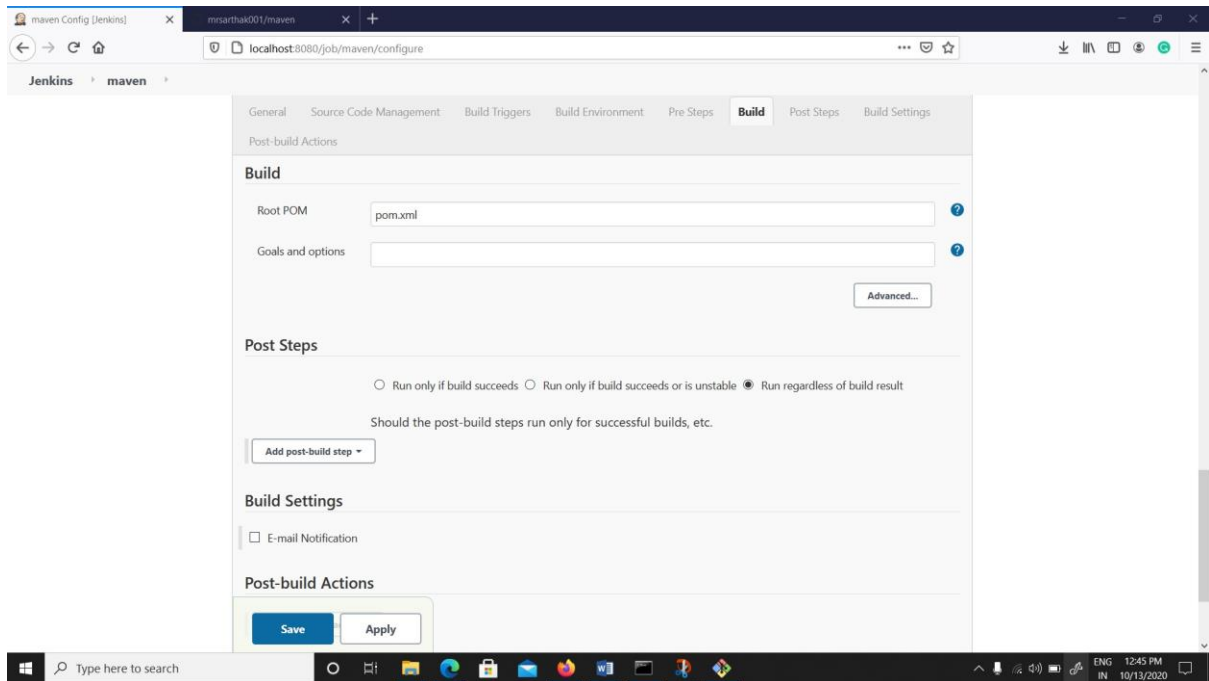 maven Config [Jenkins]
mrsarthak001/maven
localhost:8080/job/maven/configure
Jenkins maven
General Source Code Management Build Triggers Build Environment Pre Steps Build Post Steps Build Settings
Post-build Actions
Build
Root POM
pom.xml
Goals and options
Advanced...
Post Steps
Run only if build succeeds Run only if build succeeds or is unstable Run regardless of build result
Should the post-build steps run only for successful builds, etc.
Add post-build step
Build Settings
E-mail Notification
Post-build Actions
Save Apply
Type here to search
ENG 12:45 PM
IN 10/13/2020